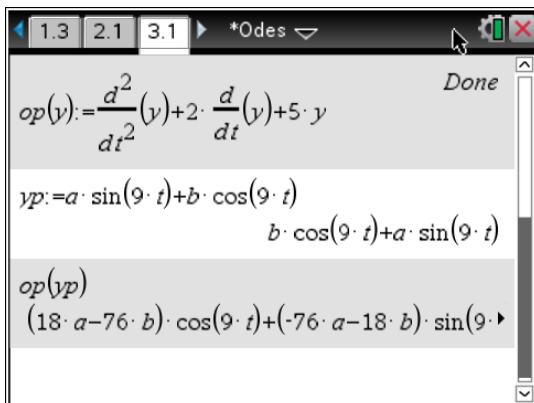 1.3 2.1 3.1 *Odes
op(y):=d²/dt²(y)+2·d/dt(y)+5·y Done
yp:=a·sin(9·t)+b·cos(9·t)
b·cos(9·t)+a·sin(9·t)
op(yp)
(18·a−76·b)·cos(9·t)+(-76·a−18·b)·sin(9·